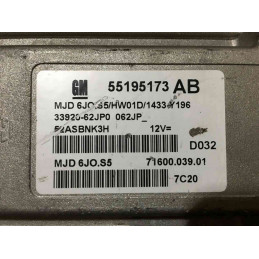 GM 55195173 AB
MJD 6JO.S5/HW01D/1433-Y196
33920-62JP0 062JP_
F2ASBNK3H 12V=
D032
MJD 6JO.S5 71600.039.01
7C20